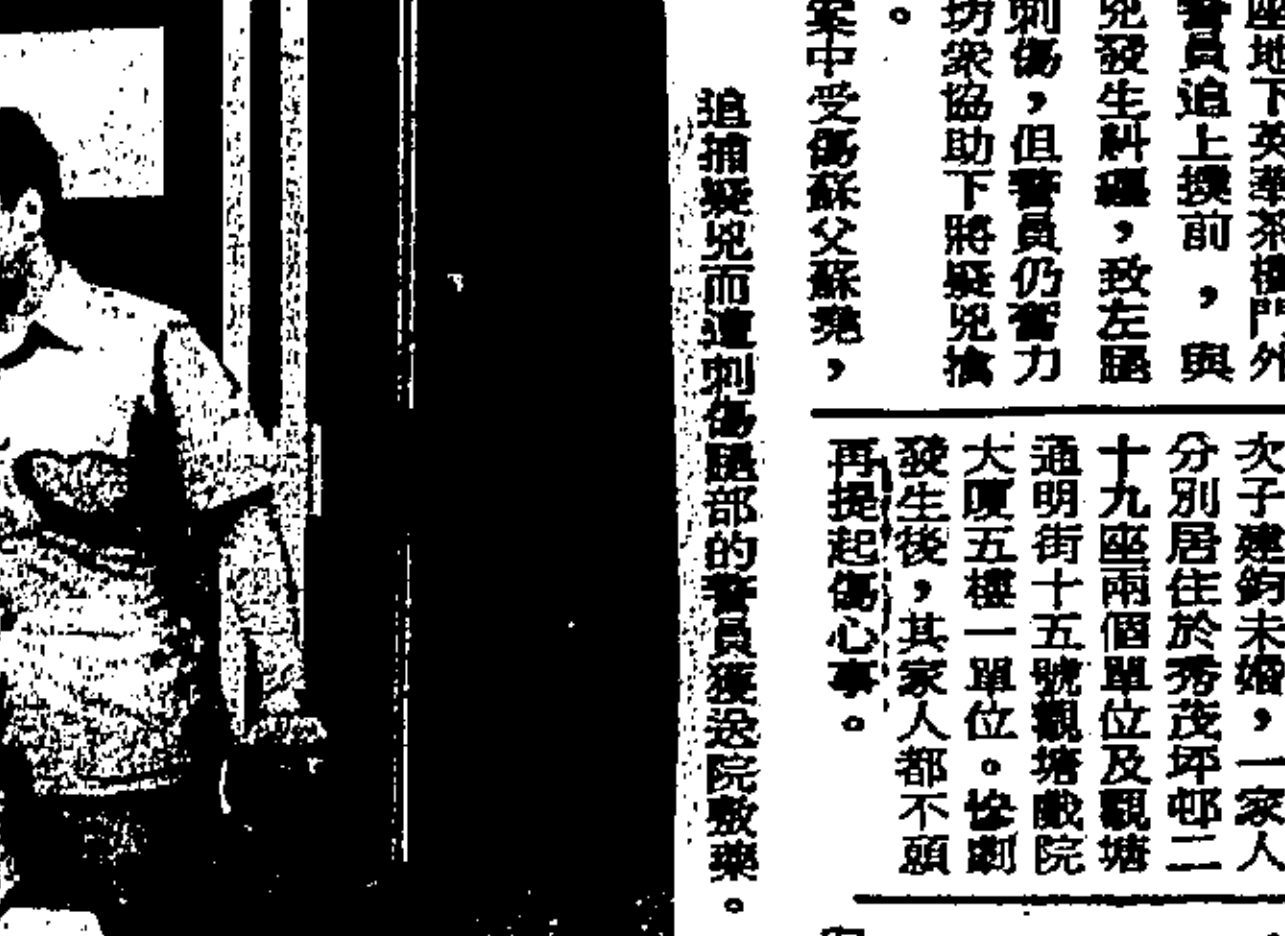 座地下英華茶樓門外
警員追上撲前，與
兇發生糾纏，致左腿
刺傷，但警員仍奮力
坊衆協助下將疑兇擒
。
案中受傷蘇父蘇堯，
次子建鈞未婚，一家人
分別居住於秀茂坪邨二
十九座兩個單位及觀塘
通明街十五號觀塘戲院
大廈五樓一單位。慘劇
發生後，其家人都不願
再提起傷心事。
追捕疑兇而遭刺傷腿部的警員獲送院敷藥。